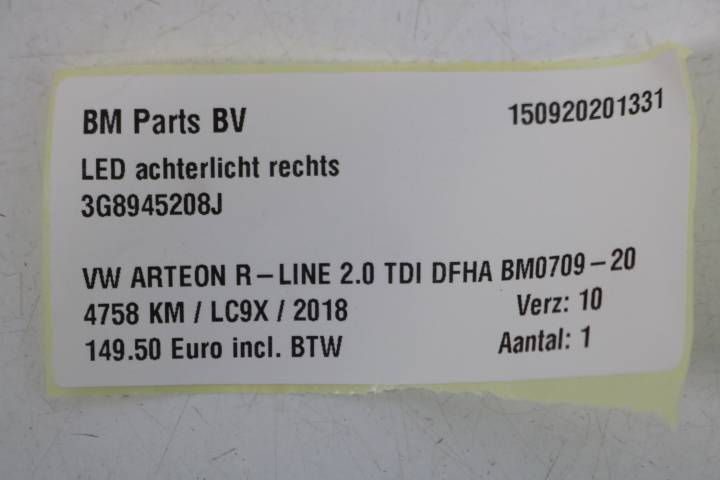 BM Parts BV 150920201331
LED achterlicht rechts
3G8945208J
VW ARTEON R-LINE 2.0 TDI DFHA BM0709-20
4758 KM / LC9X / 2018 Verz: 10
149.50 Euro incl. BTW Aantal: 1